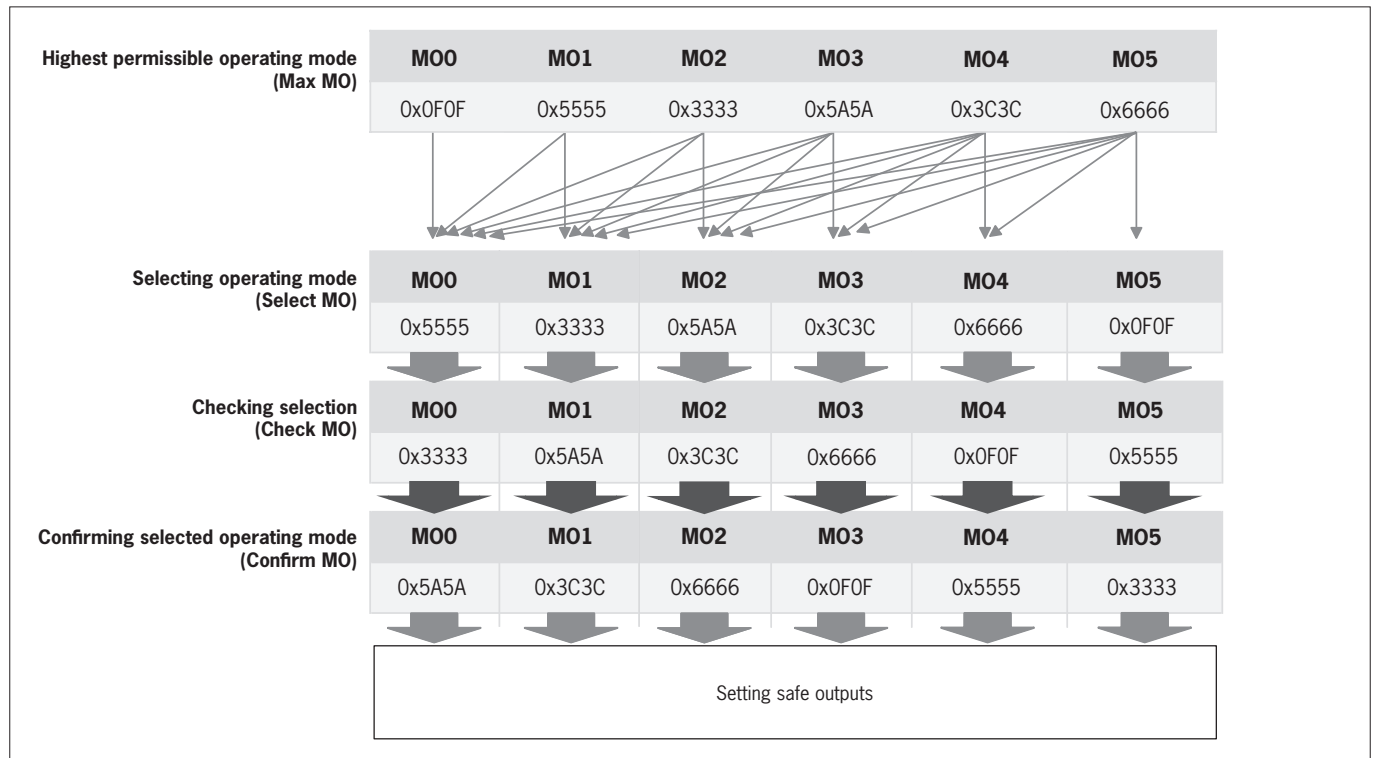 Highest permissible operating mode
(Max MO)
MO0 MO1 MO2 MO3 MO4 MO5
0x0F0F 0x5555 0x3333 0x5A5A 0x3C3C 0x6666
Selecting operating mode
(Select MO)
MO0 MO1 MO2 MO3 MO4 MO5
0x5555 0x3333 0x5A5A 0x3C3C 0x6666 0x0F0F
Checking selection
(Check MO)
MO0 MO1 MO2 MO3 MO4 MO5
0x3333 0x5A5A 0x3C3C 0x6666 0x0F0F 0x5555
Confirming selected operating mode
(Confirm MO)
MO0 MO1 MO2 MO3 MO4 MO5
0x5A5A 0x3C3C 0x6666 0x0F0F 0x5555 0x3333
Setting safe outputs